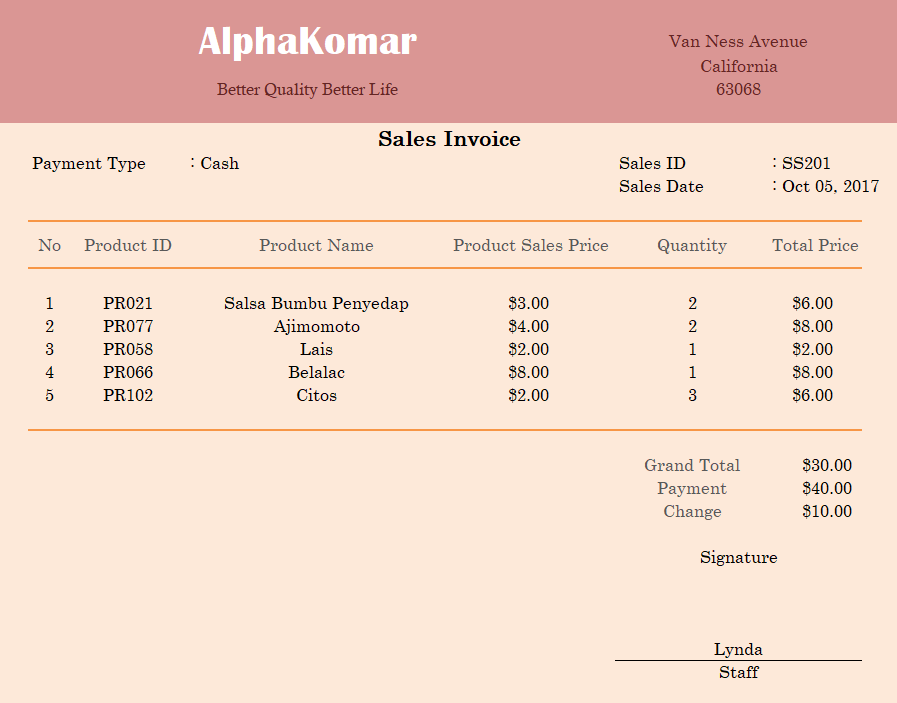 AlphaKomar
Better Quality Better Life
Van Ness Avenue
California
63068
Sales Invoice
Payment Type : Cash
Sales ID : SS201
Sales Date : Oct 05, 2017
No Product ID Product Name Product Sales Price Quantity Total Price
1 PR021 Salsa Bumbu Penyedap $3.00 2 $6.00
2 PR077 Ajimomoto $4.00 2 $8.00
3 PR058 Lais $2.00 1 $2.00
4 PR066 Belalac $8.00 1 $8.00
5 PR102 Citos $2.00 3 $6.00
Grand Total $30.00
Payment $40.00
Change $10.00
Signature
Lynda
Staff